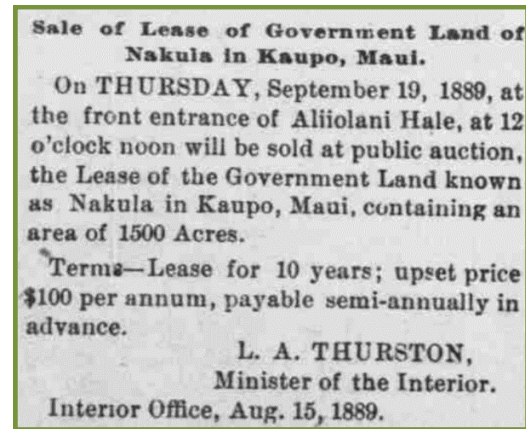 Sale of Lease of Government Land of
Nakula in Kaupo, Maui.
On THURSDAY, September 19, 1889, at
the front entrance of Aliiolani Hale, at 12
o'clock noon will be sold at public auction,
the Lease of the Government Land known
as Nakula in Kaupo, Maui, containing an
area of 1500 Acres.
Terms—Lease for 10 years; upset price
$100 per annum, payable semi-annually in
advance.
L. A. THURSTON,
Minister of the Interior.
Interior Office, Aug. 15, 1889.